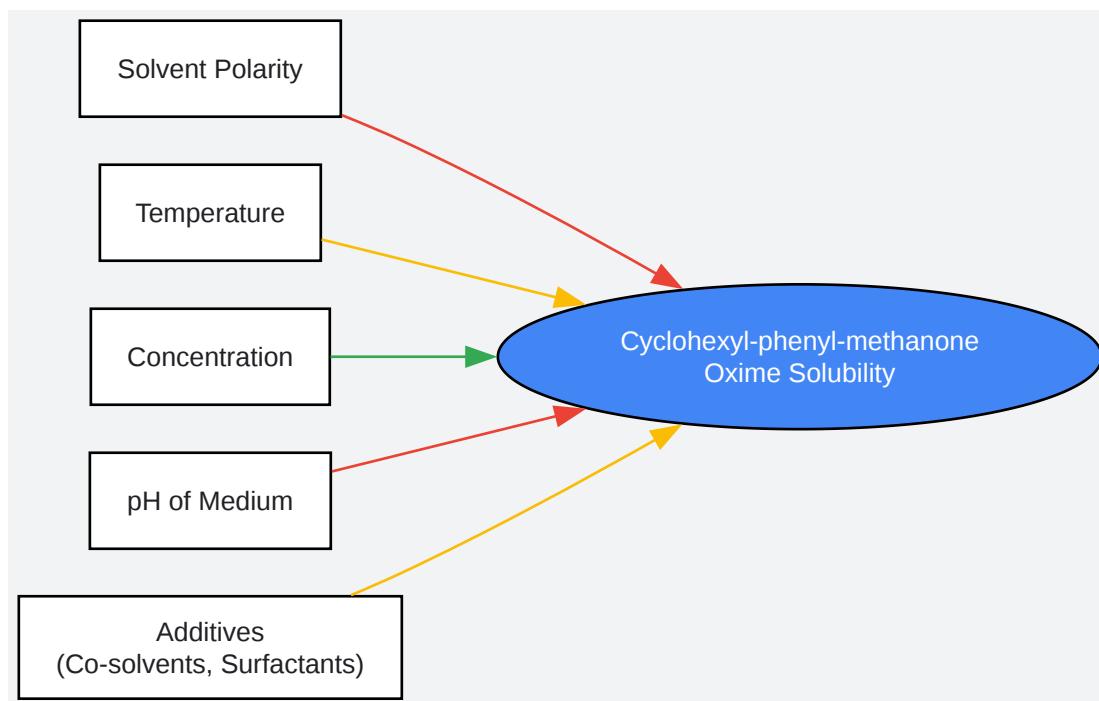 Solvent Polarity
Temperature
Concentration
pH of Medium
Additives
(Co-solvents, Surfactants)
Cyclohexyl-phenyl-methanone
Oxime Solubility